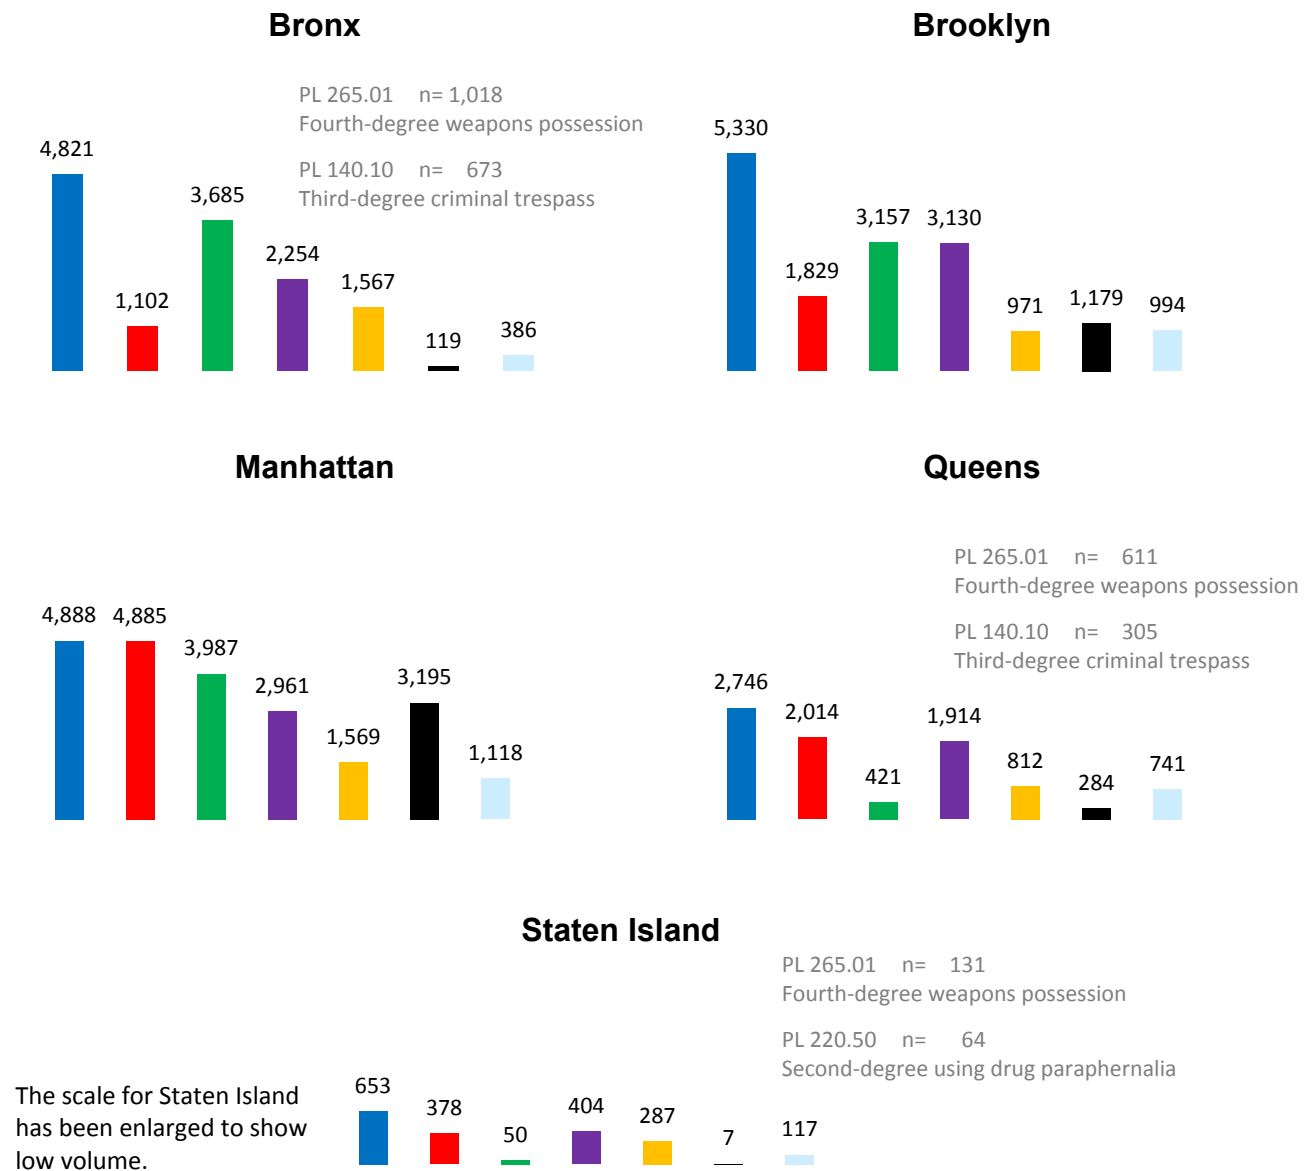 Bronx
PL 265.01 n= 1,018
Fourth-degree weapons possession
PL 140.10 n= 673
Third-degree criminal trespass
4,821
1,102
3,685
2,254
1,567
119
386
Brooklyn
5,330
1,829
3,157
3,130
971
1,179
994
Manhattan
4,888
4,885
3,987
2,961
1,569
3,195
1,118
Queens
PL 265.01 n= 611
Fourth-degree weapons possession
PL 140.10 n= 305
Third-degree criminal trespass
2,746
2,014
421
1,914
812
284
741
Staten Island
PL 265.01 n= 131
Fourth-degree weapons possession
PL 220.50 n= 64
Second-degree using drug paraphernalia
The scale for Staten Island
has been enlarged to show
low volume.
653
378
50
404
287
7
117